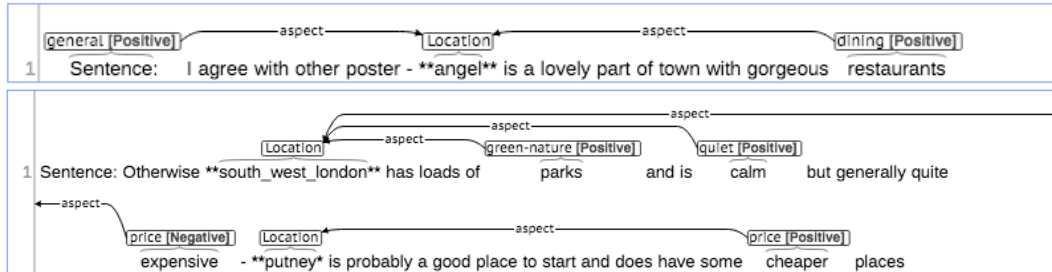 aspect aspect
general [Positive] Location dining [Positive]
1 Sentence: I agree with other poster - **angel** is a lovely part of town with gorgeous restaurants
aspect
aspect
aspect
Location green-nature [Positive] quiet [Positive]
1 Sentence: Otherwise **south_west_london** has loads of parks and is calm but generally quite
aspect
aspect
price [Negative] Location price [Positive]
expensive - **putney* is probably a good place to start and does have some cheaper places